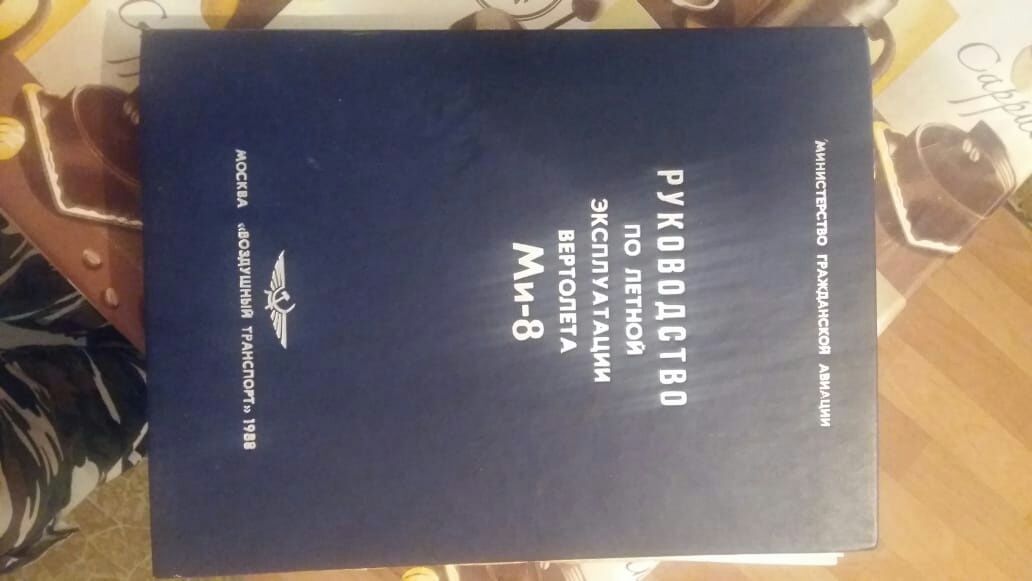 МИНИСТЕРСТВО ГРАЖДАНСКОЙ АВИАЦИИ
РУКОВОДСТВО
ПО ЛЕТНОЙ
ЭКСПЛУАТАЦИИ
ВЕРТОЛЕТА
Ми-8
МОСКВА «ВОЗДУШНЫЙ ТРАНСПОРТ» 1988